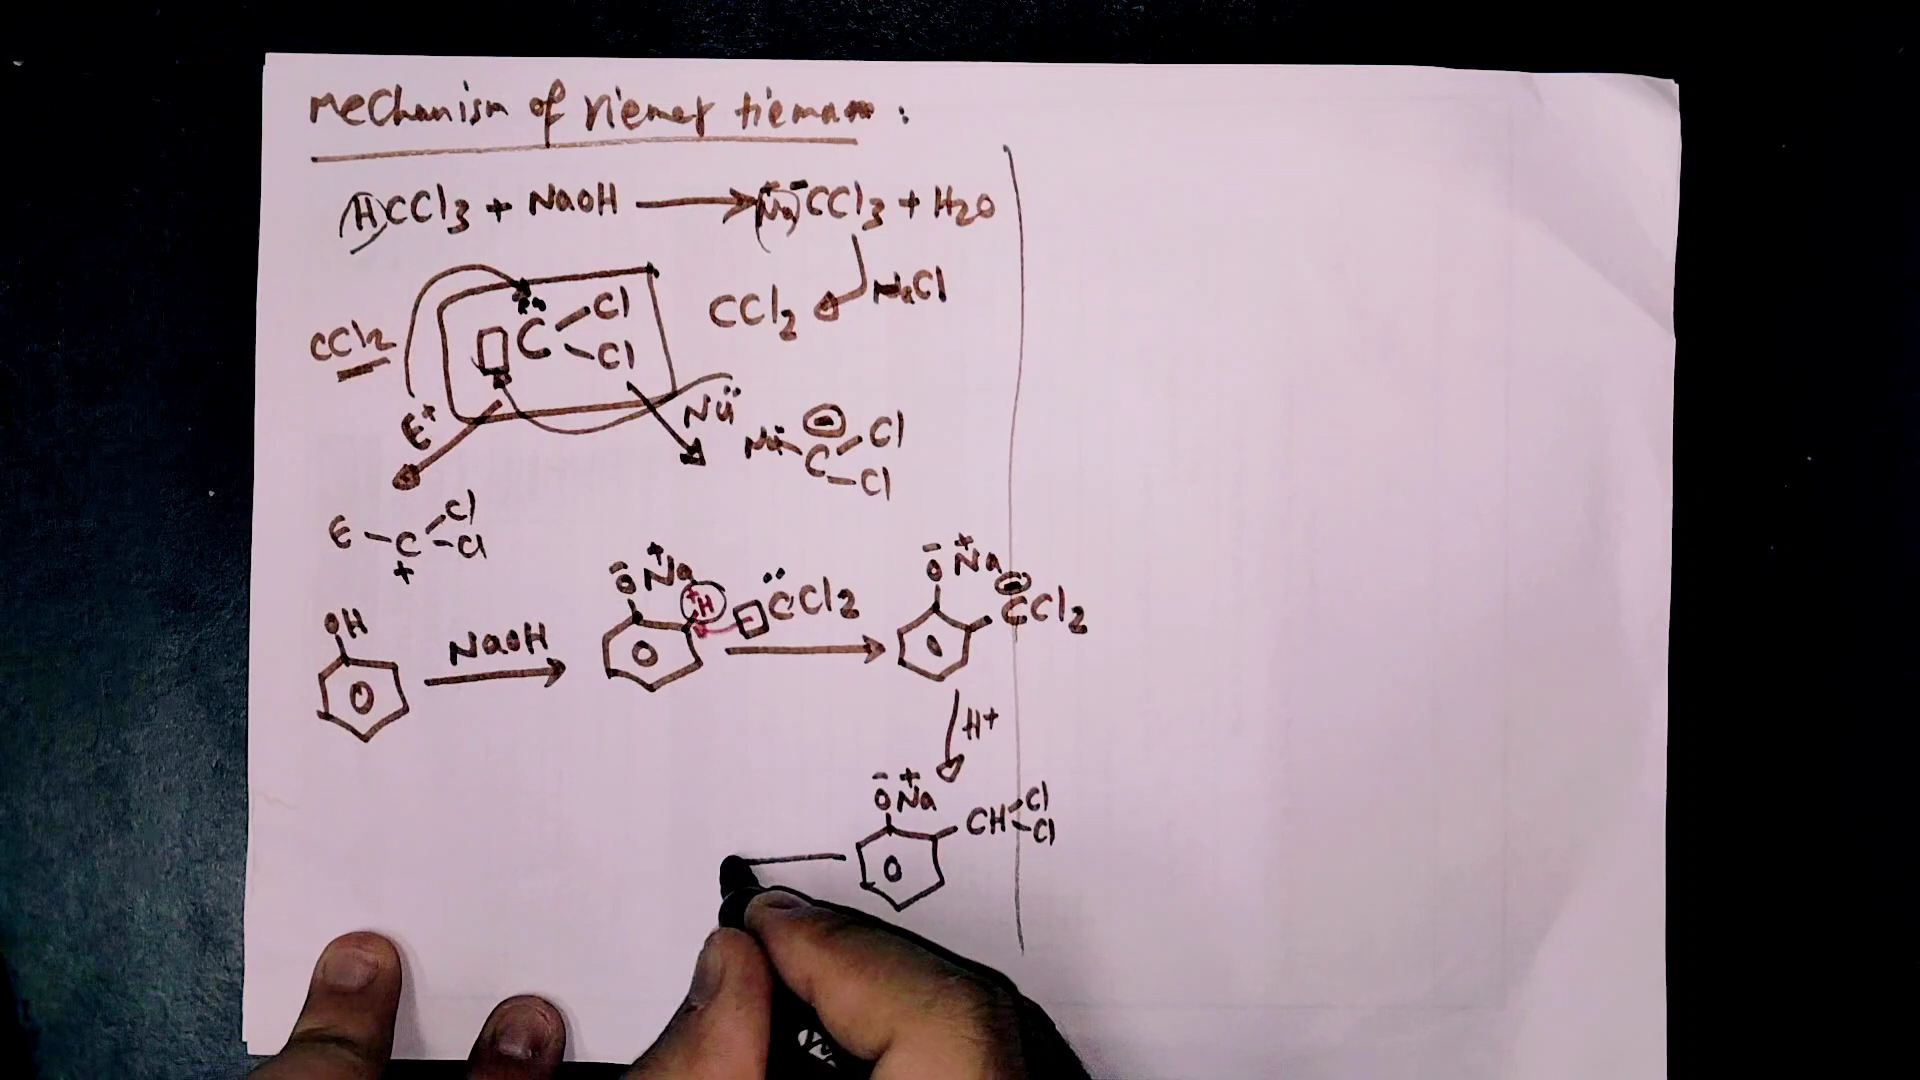 Mechanism of riemer tiemann :
HCCl3 + NaOH → Na+ -CCl3 + H2O
NaCl
CCl2
CCl2
C
Cl
Cl
E+
Nu
Nu C Cl
Cl
E - C Cl
Cl
+
OH
NaOH
O- Na+
H+
CCl2
O- Na+
CCl2
H+
O- Na+
CH Cl
Cl